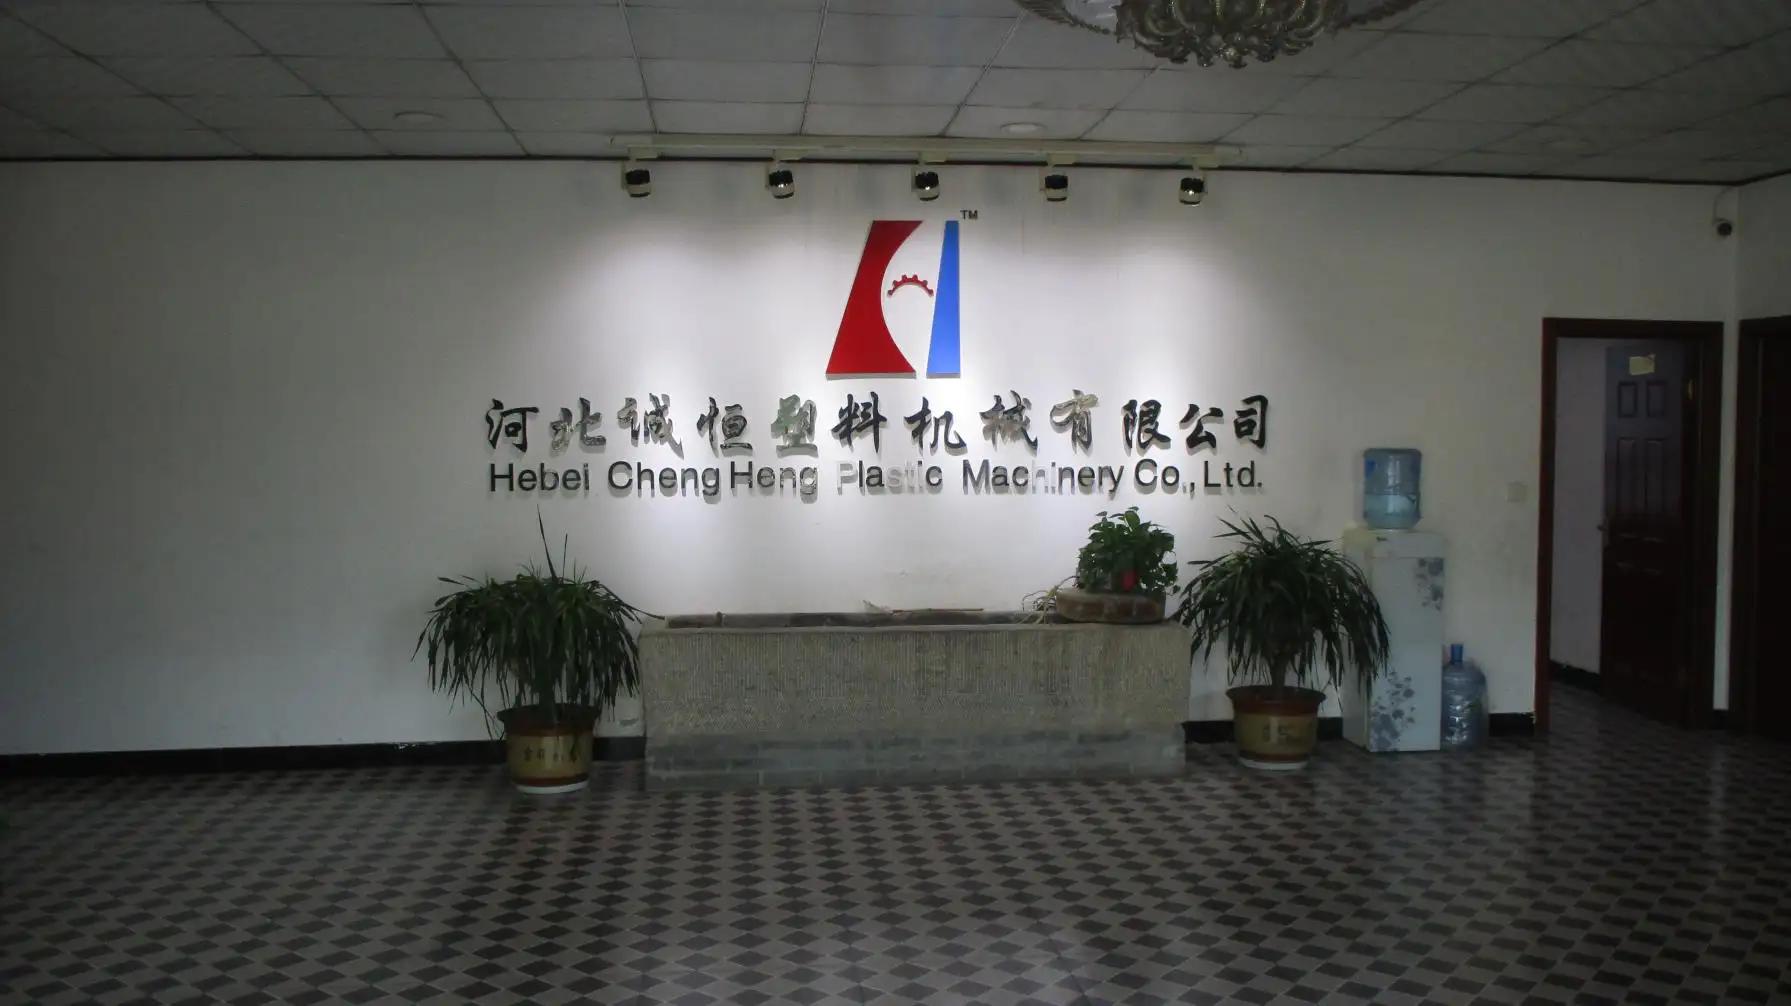 TM
河北诚恒塑料机械有限公司
Hebei Cheng Heng Plastic Machinery Co., Ltd.